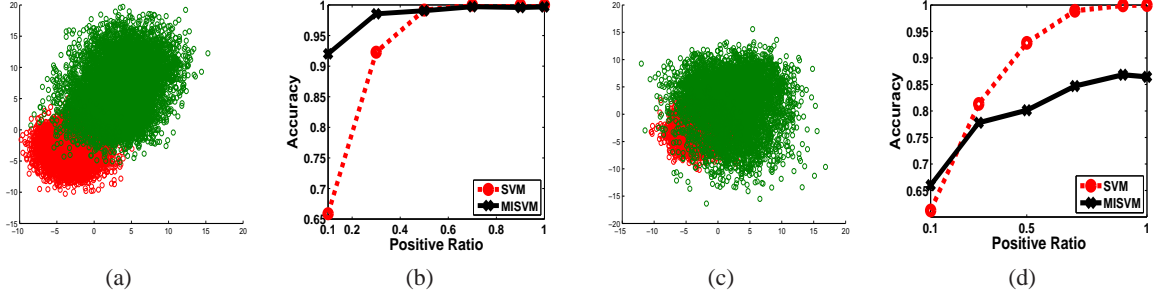 20
15
10
5
0
−5
−10
−15
−10 −5 0 5 10 15 20
(a)
Accuracy
1
0.95
0.9
0.85
0.8
0.75
0.7
0.65
0.1 0.2 0.4 0.6 0.8 1
Positive Ratio
SVM
MISVM
(b)
20
15
10
5
0
−5
−10
−15
−20
−15 −10 −5 0 5 10 15 20
(c)
Accuracy
1
0.95
0.9
0.85
0.8
0.75
0.7
0.65
0.1 0.5 1
Positive Ratio
SVM
MISVM
(d)